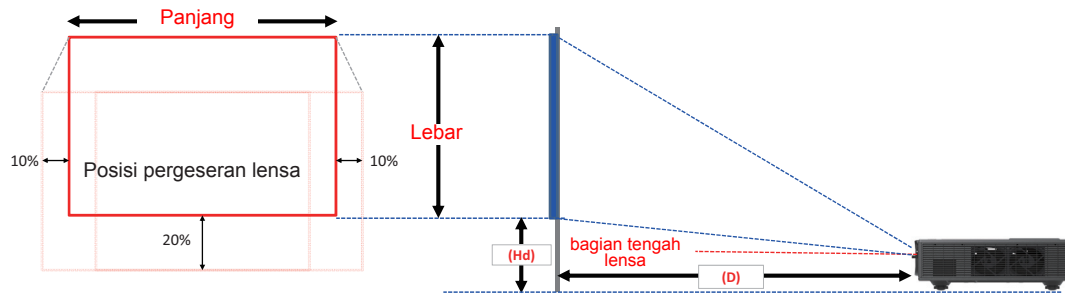 Panjang
Lebar
10%
Posisi pergeseran lensa
10%
20%
(Hd)
bagian tengah
lensa
(D)